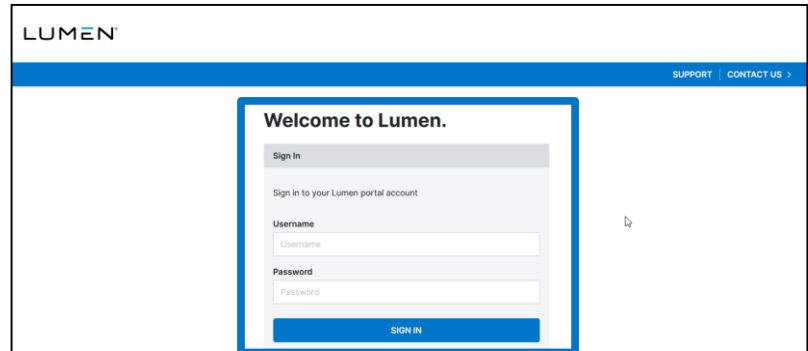 LUMEN®
SUPPORT | CONTACT US >
Welcome to Lumen.
Sign In
Sign in to your Lumen portal account
Username
Username
Password
Password
SIGN IN